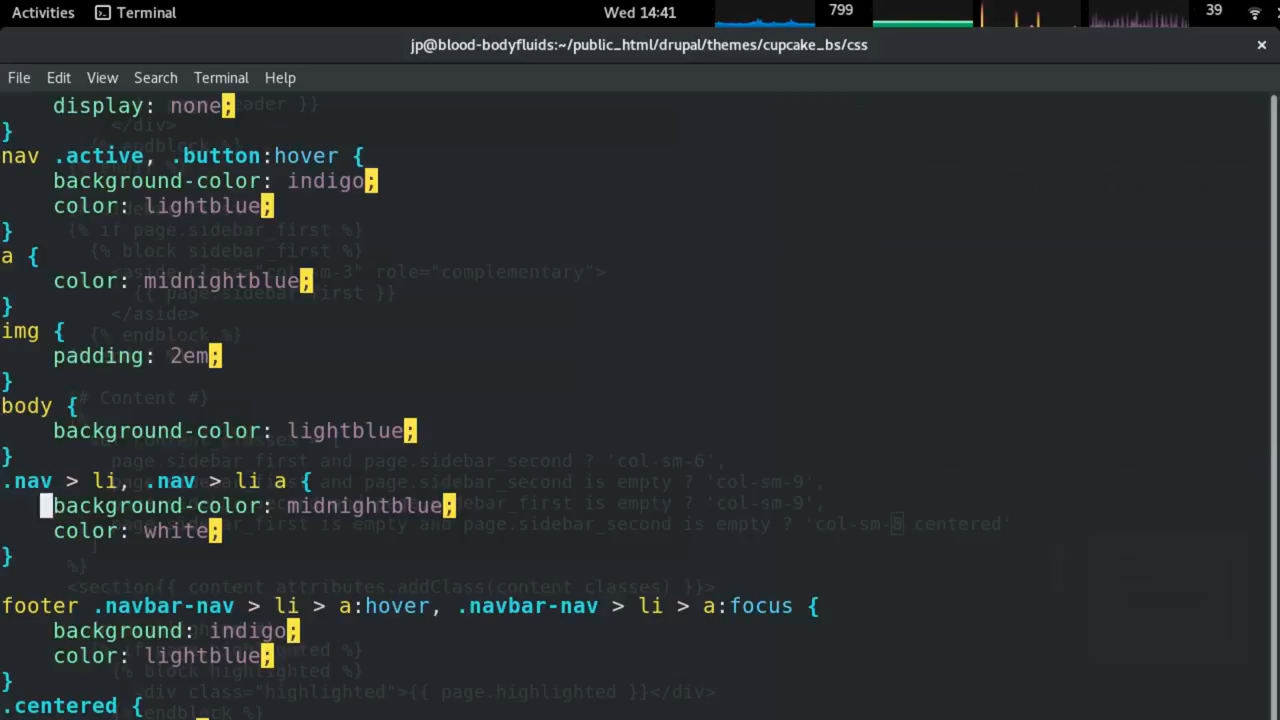 Activities Terminal Wed 14:41 799 39
jp@blood-bodyfluids:~/public_html/drupal/themes/cupcake_bs/css ×
File Edit View Search Terminal Help
display: none;
}
nav .active, .button:hover {
background-color: indigo;
color: lightblue;
}
a {
color: midnightblue;
}
img {
padding: 2em;
}
body {
background-color: lightblue;
}
.nav > li, .nav > li a {
background-color: midnightblue;
color: white;
}
footer .navbar-nav > li > a:hover, .navbar-nav > li > a:focus {
background: indigo;
color: lightblue;
}
.centered {